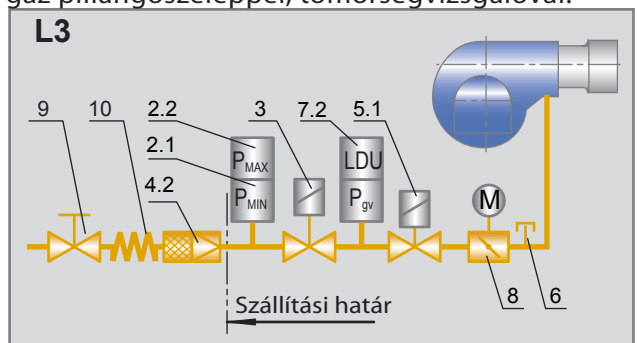 gáz pillangószeleppel, tömörségvizsgálóval.
L3
9 10 2.2 3 7.2 5.1
2.1
4.2
P MAX
P MIN
LDU
P gv
M
8 6
Szállítási határ